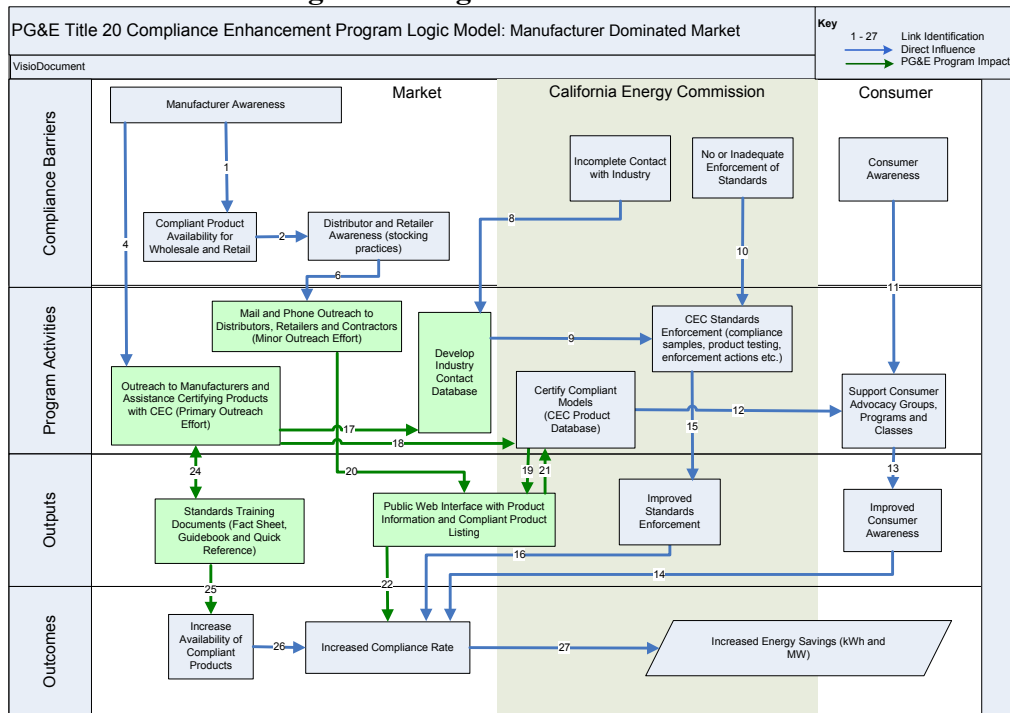 PG&E Title 20 Compliance Enhancement Program Logic Model: Manufacturer Dominated Market
Key
1 - 27 Link Identification
Direct Influence
PG&E Program Impact
VisioDocument
Market
California Energy Commission
Consumer
Compliance Barriers
Manufacturer Awareness
Incomplete Contact
with Industry
No or Inadequate
Enforcement of
Standards
Consumer
Awareness
1
4
Compliant Product
Availability for
Wholesale and Retail
2
Distributor and Retailer
Awareness (stocking
practices)
8
10
6
11
Program Activities
Mail and Phone Outreach to
Distributors, Retailers and Contractors
(Minor Outreach Effort)
Develop
Industry
Contact
Database
9
CEC Standards
Enforcement (compliance
samples, product testing,
enforcement actions etc.)
Outreach to Manufacturers and
Assistance Certifying Products
with CEC (Primary Outreach
Effort)
Certify Compliant
Models
(CEC Product
Database)
12
Support Consumer
Advocacy Groups,
Programs and
Classes
17
18
15
Outputs
24
20
19
21
13
Standards Training
Documents (Fact Sheet,
Guidebook and Quick
Reference)
Public Web Interface with Product
Information and Compliant Product
Listing
Improved
Standards
Enforcement
Improved
Consumer
Awareness
16
14
25
22
Outcomes
Increase
Availability of
Compliant
Products
26
Increased Compliance Rate
27
Increased Energy Savings (kWh and
MW)